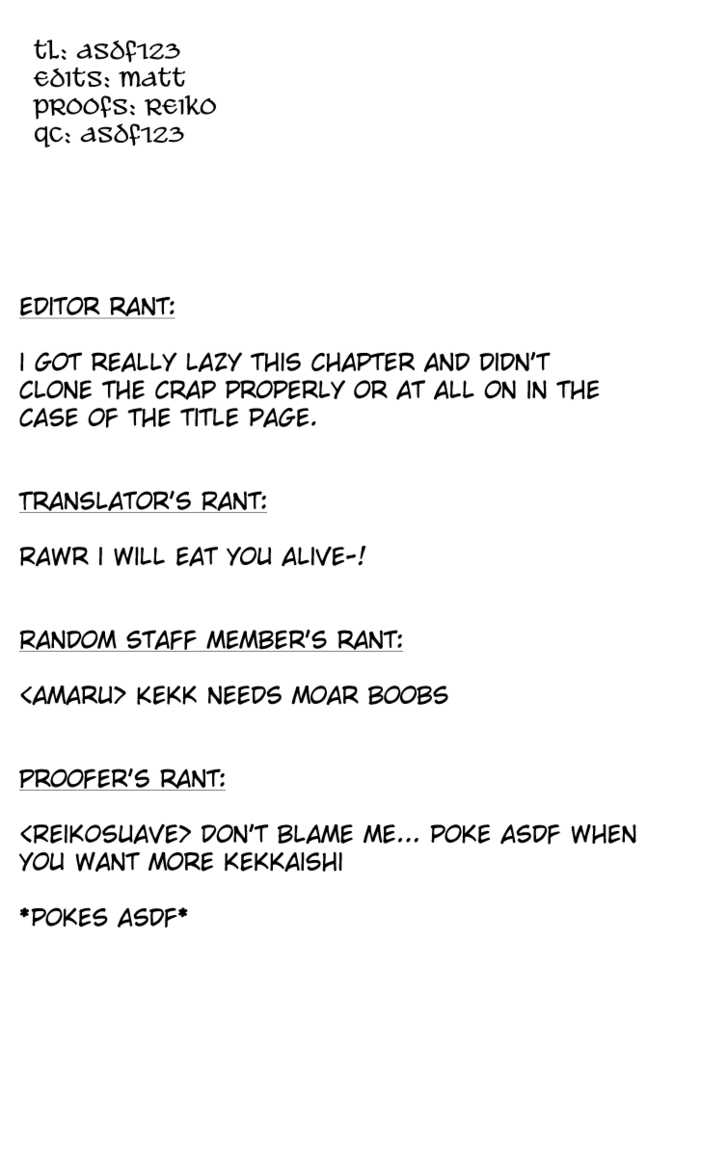 tl: asdf123
edits: matt
proofs: Reiko
qc: asdf123
EDITOR RANT:
I GOT REALLY LAZY THIS CHAPTER AND DIDN'T
CLONE THE CRAP PROPERLY OR AT ALL ON IN THE
CASE OF THE TITLE PAGE.
TRANSLATOR'S RANT:
RAWR I WILL EAT YOU ALIVE-!
RANDOM STAFF MEMBER'S RANT:
<AMARU> KEKK NEEDS MOAR BOOBS
PROOFER'S RANT:
<REIKOSUAVE> DON'T BLAME ME... POKE ASDF WHEN
YOU WANT MORE KEKKAISHI
*POKES ASDF*